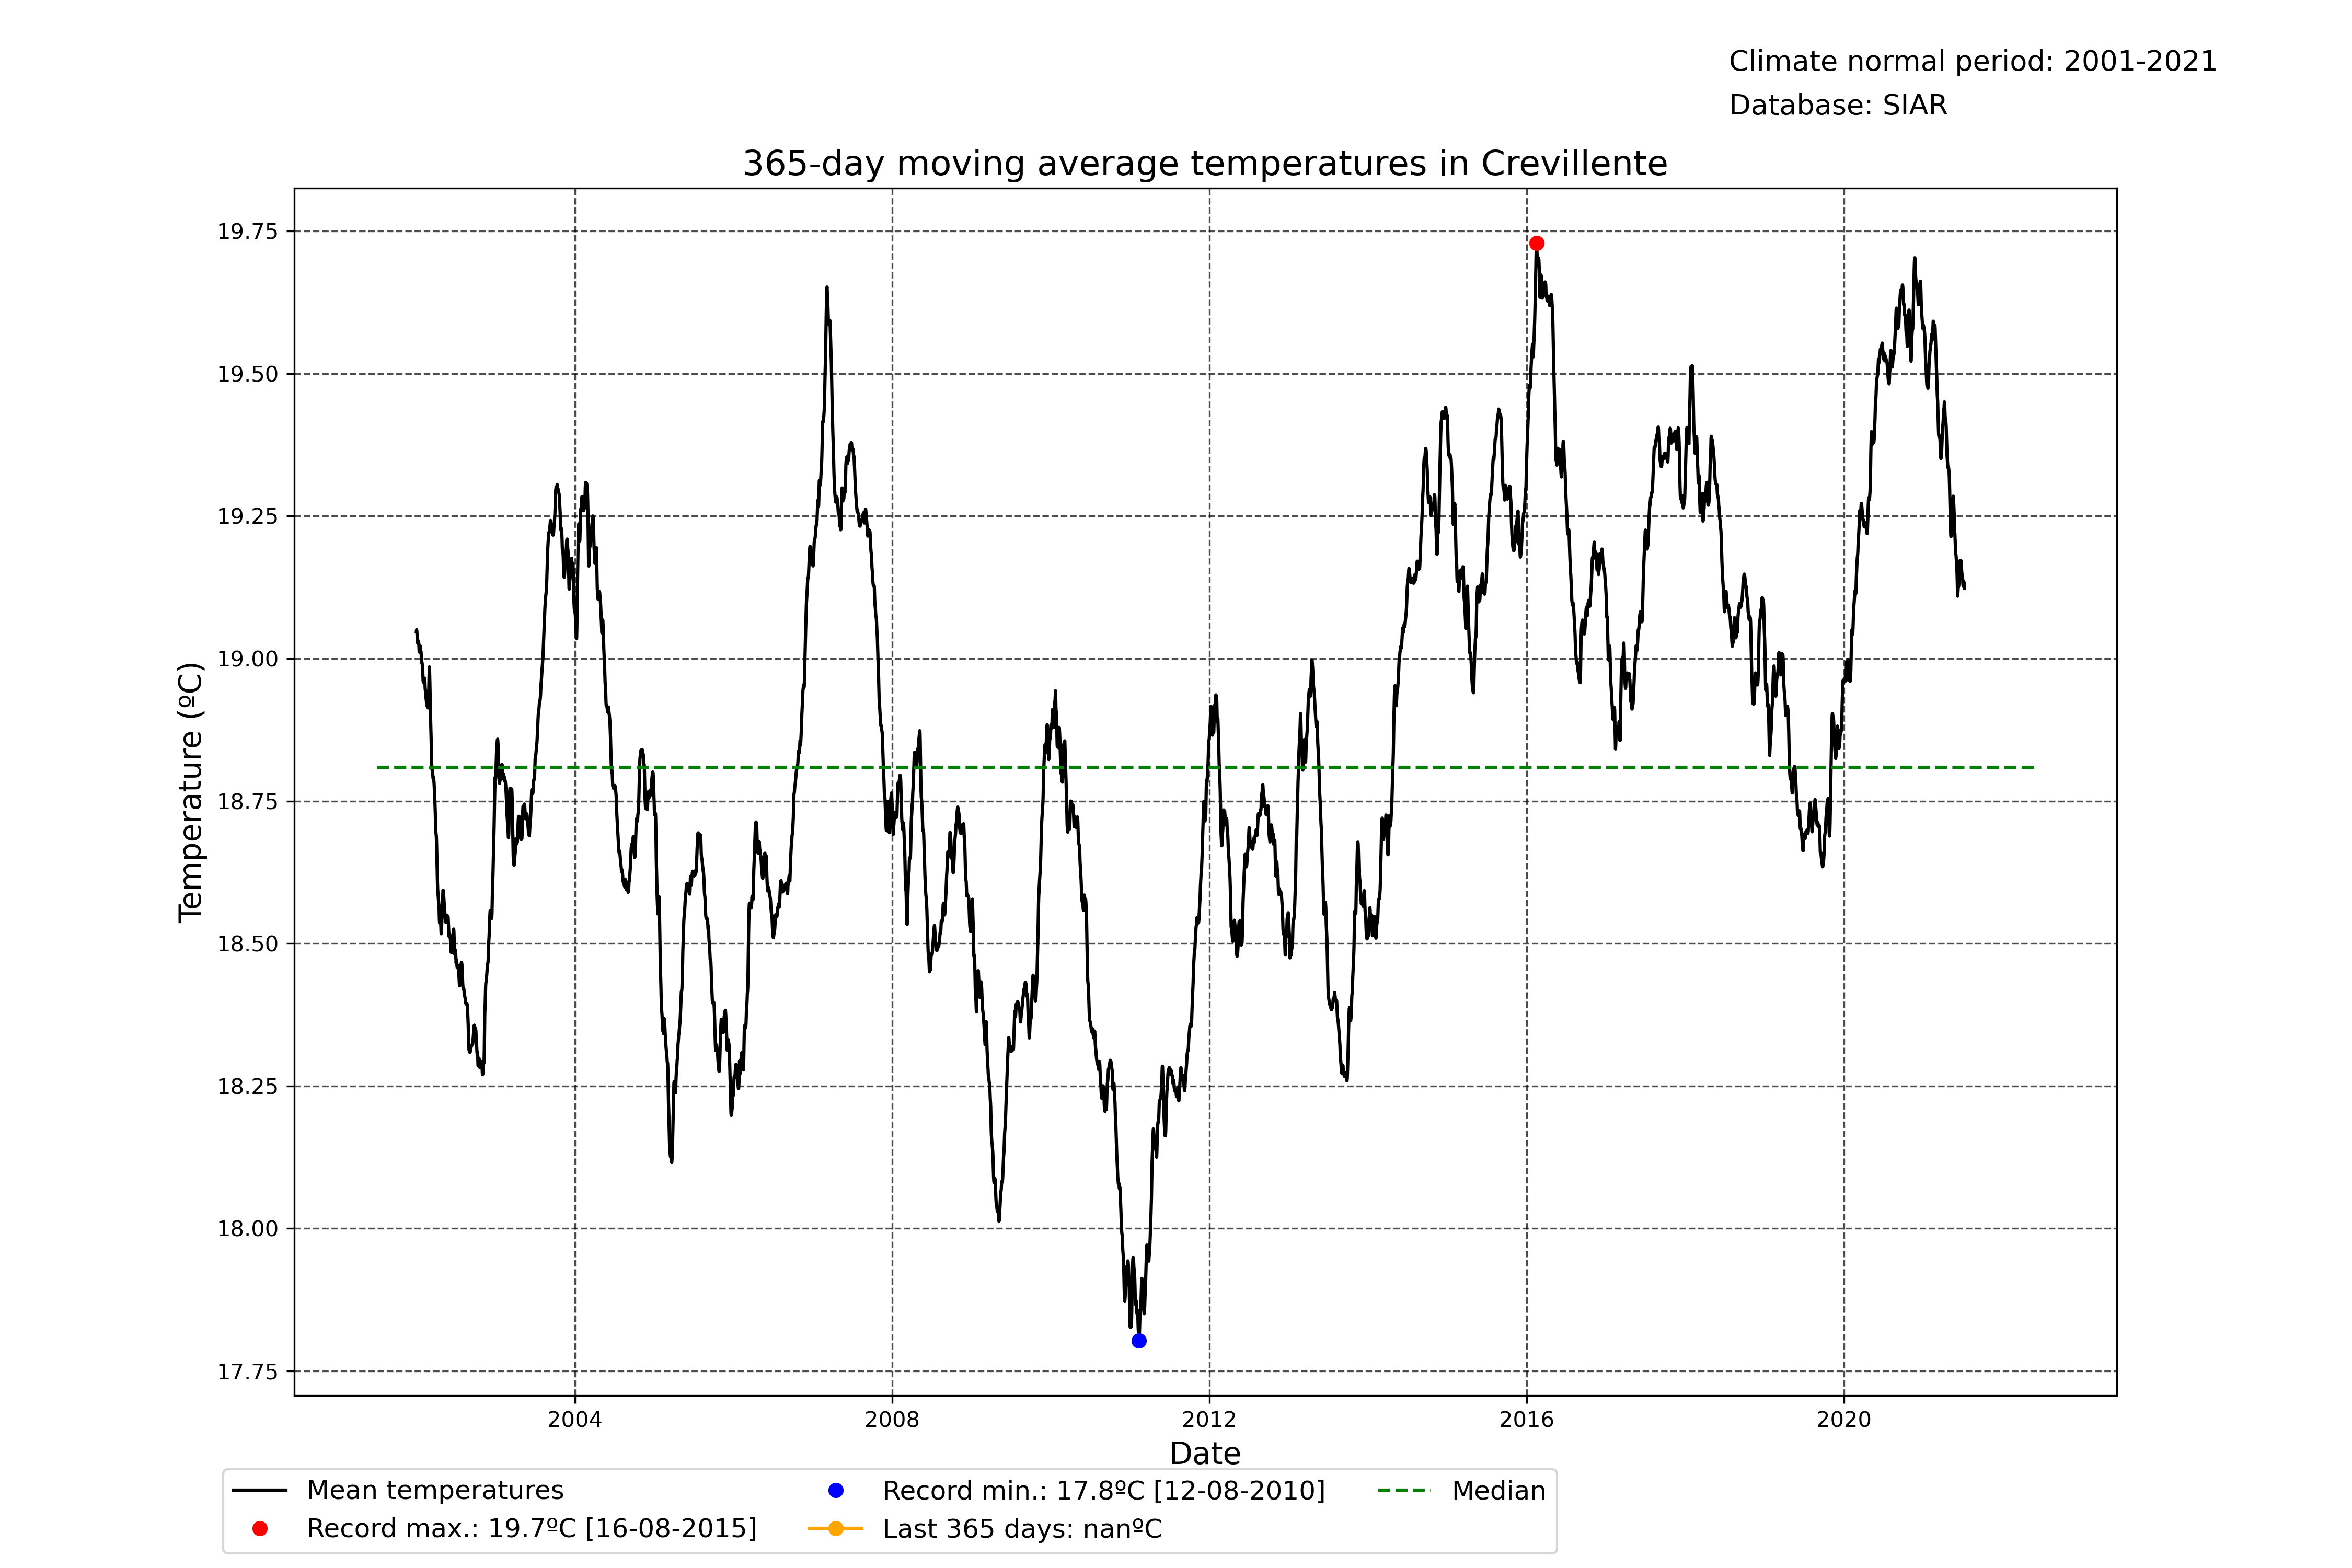 Climate normal period: 2001-2021
Database: SIAR
365-day moving average temperatures in Crevillente
Temperature (ºC)
19.75
19.50
19.25
19.00
18.75
18.50
18.25
18.00
17.75
2004 2008 2012 2016 2020
Date
Mean temperatures
Record max.: 19.7ºC [16-08-2015]
Record min.: 17.8ºC [12-08-2010]
Last 365 days: nanºC
Median